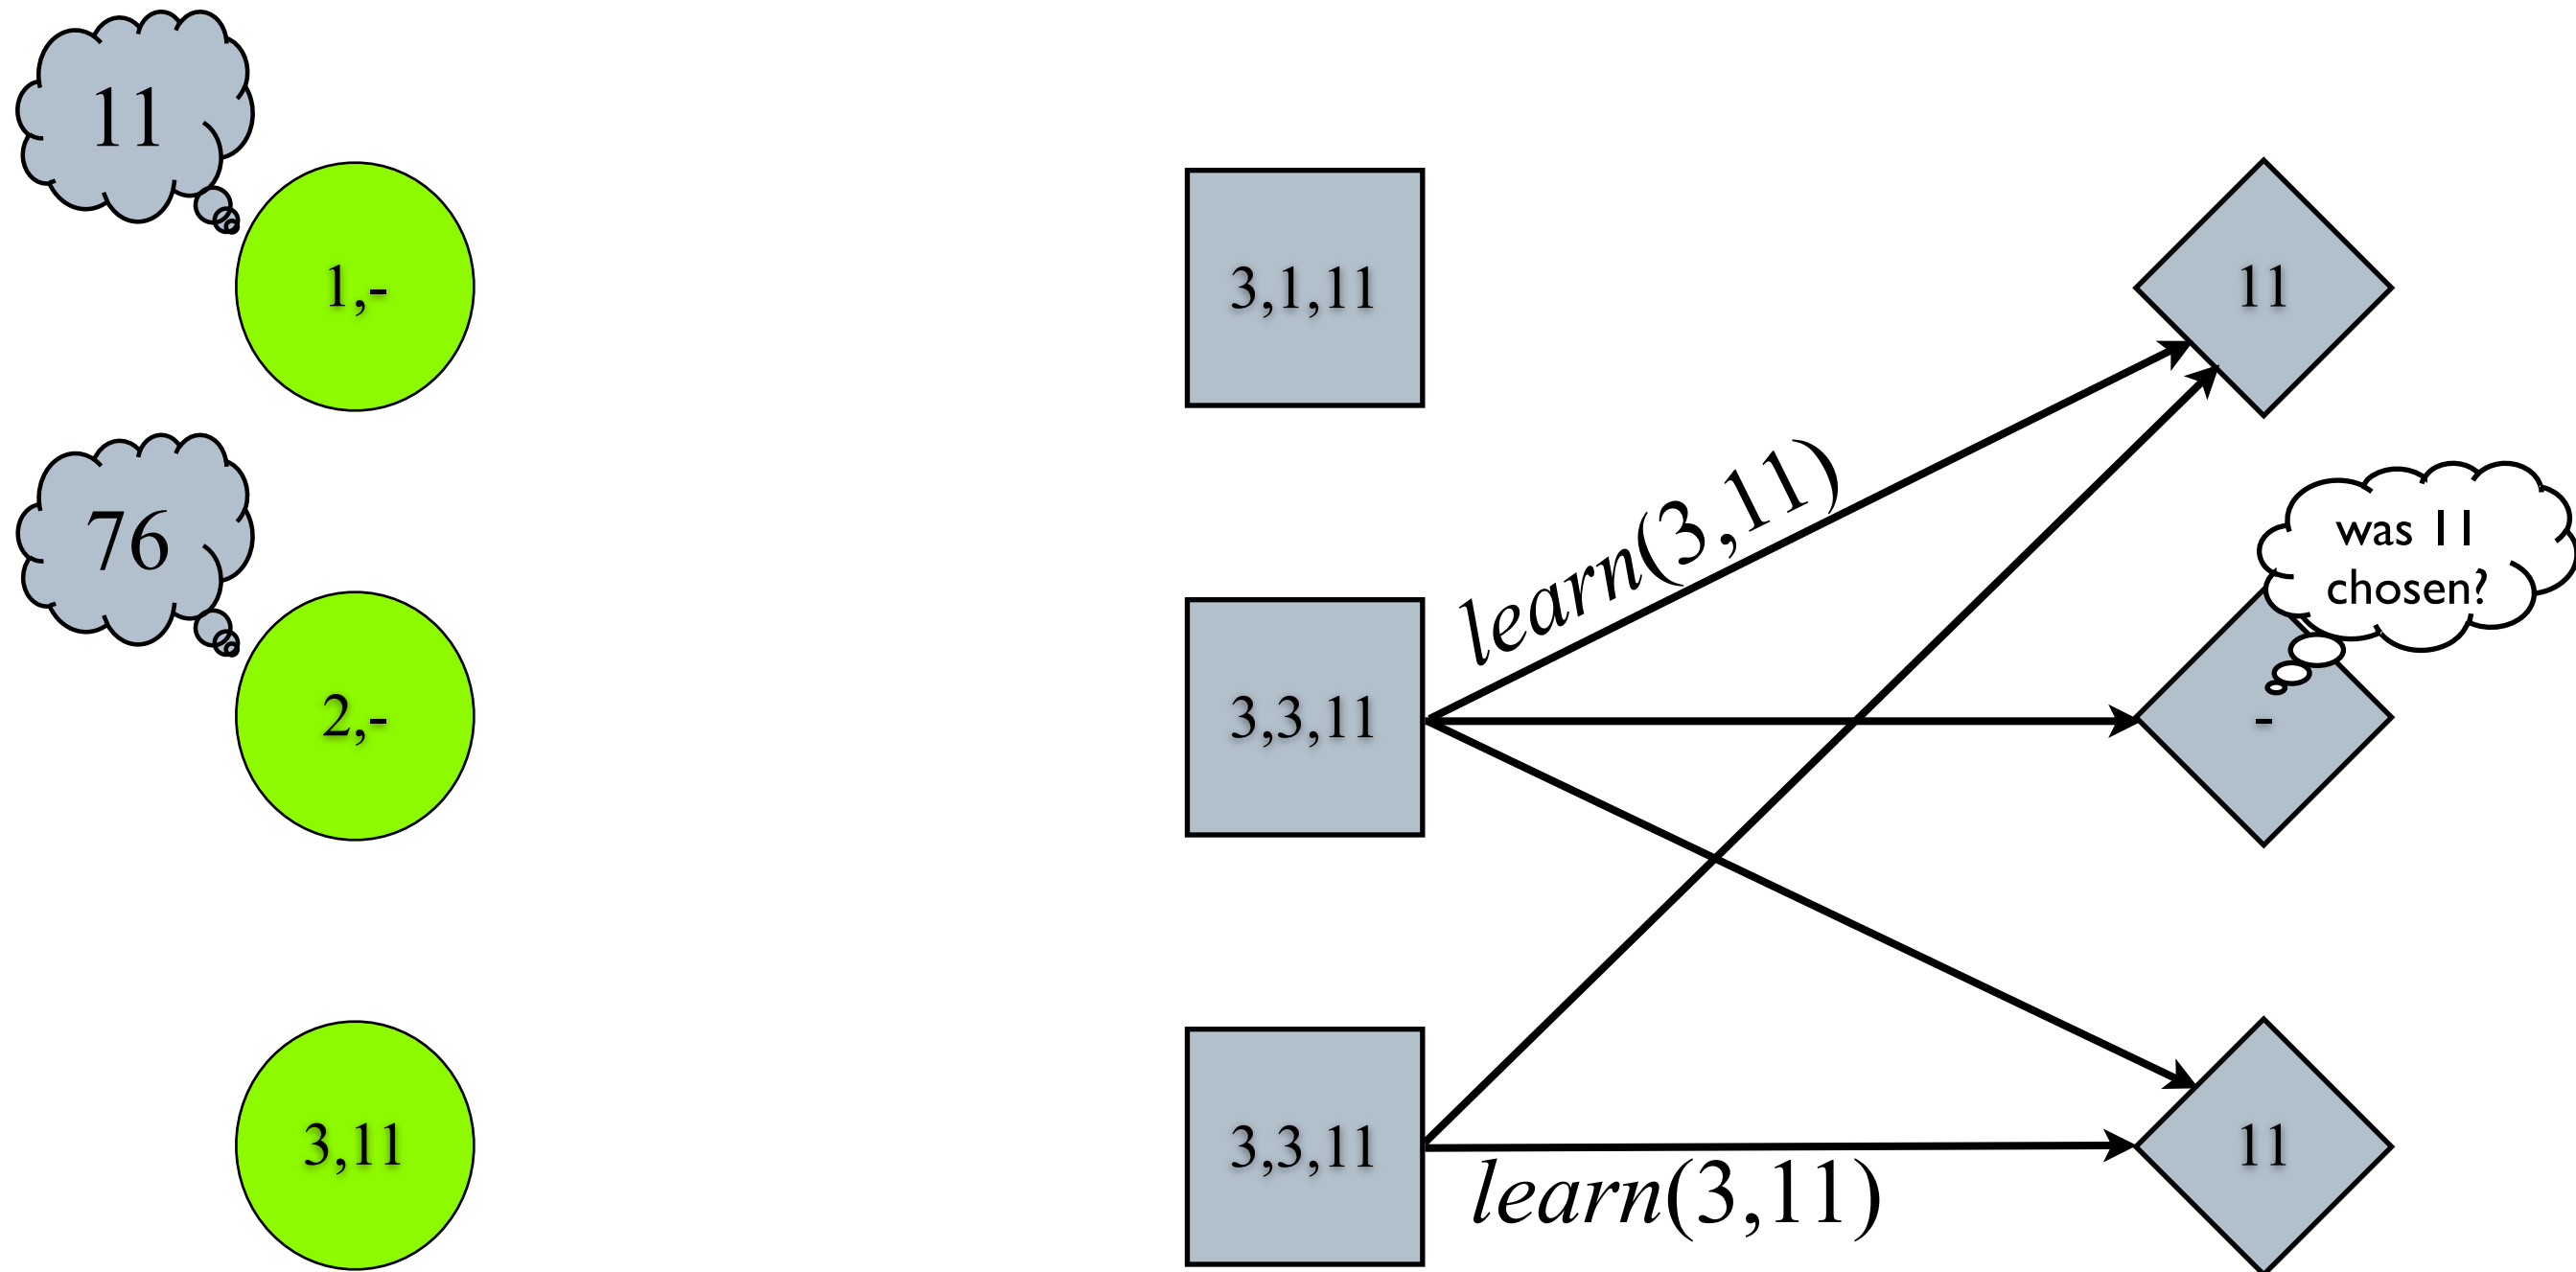 11
1,-
3,1,11
11
learn(3,11)
was 11
chosen?
76
2,-
3,3,11
-
3,11
3,3,11
11
learn(3,11)